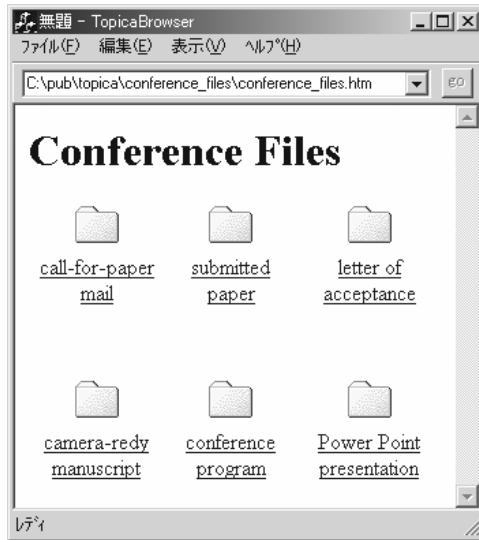 無題 - TopicaBrowser
ﾌｧｲﾙ(F) 編集(E) 表示(V) ﾍﾙﾌﾟ(H)
C:\pub\topica\conference_files\conference_files.htm go
Conference Files
call-for-paper submitted letter of
mail paper acceptance
camera-redy conference Power Point
manuscript program presentation
ﾚﾃﾞｨ